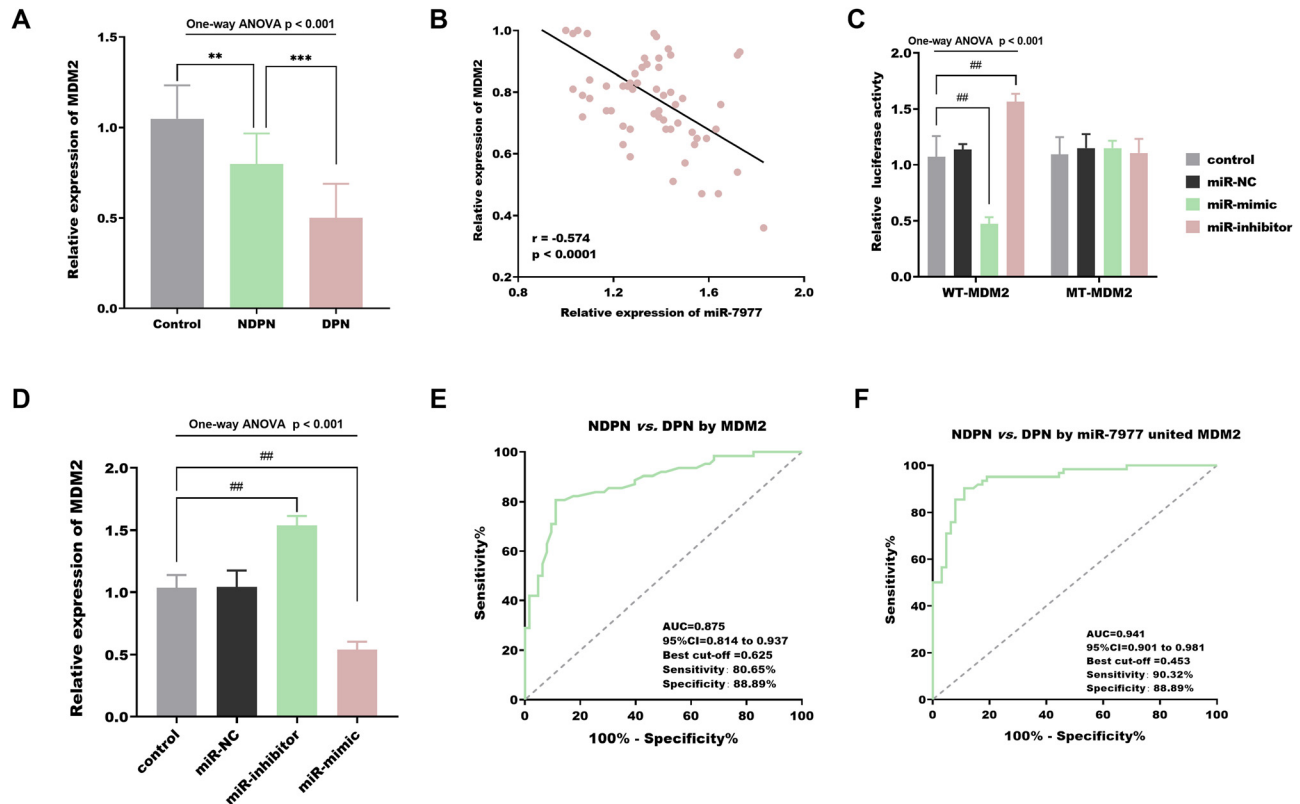 A
One-way ANOVA p < 0.001
**
***
Relative expression of MDM2
1.5
1.0
0.5
0.0
Control
NDPN
DPN
B
Relative expression of MDM2
1.0
0.8
0.6
0.4
0.2
r = -0.574
p < 0.0001
0.8
1.2
1.6
2.0
Relative expression of miR-7977
C
One-way ANOVA p < 0.001
##
##
Relative luciferase activty
2.0
1.5
1.0
0.5
0.0
WT-MDM2
MT-MDM2
control
miR-NC
miR-mimic
miR-inhibitor
D
One-way ANOVA p < 0.001
##
##
Relative expression of MDM2
2.0
1.5
1.0
0.5
0.0
control
miR-NC
miR-inhibitor
miR-mimic
E
NDPN vs. DPN by MDM2
Sensitivity%
100
80
60
40
20
0
AUC=0.875
95%CI=0.814 to 0.937
Best cut-off =0.625
Sensitivity: 80.65%
Specificity: 88.89%
0
20
40
60
80
100
100% - Specificity%
F
NDPN vs. DPN by miR-7977 united MDM2
Sensitivity%
100
80
60
40
20
0
AUC=0.941
95%CI=0.901 to 0.981
Best cut-off =0.453
Sensitivity: 90.32%
Specificity: 88.89%
0
20
40
60
80
100
100% - Specificity%